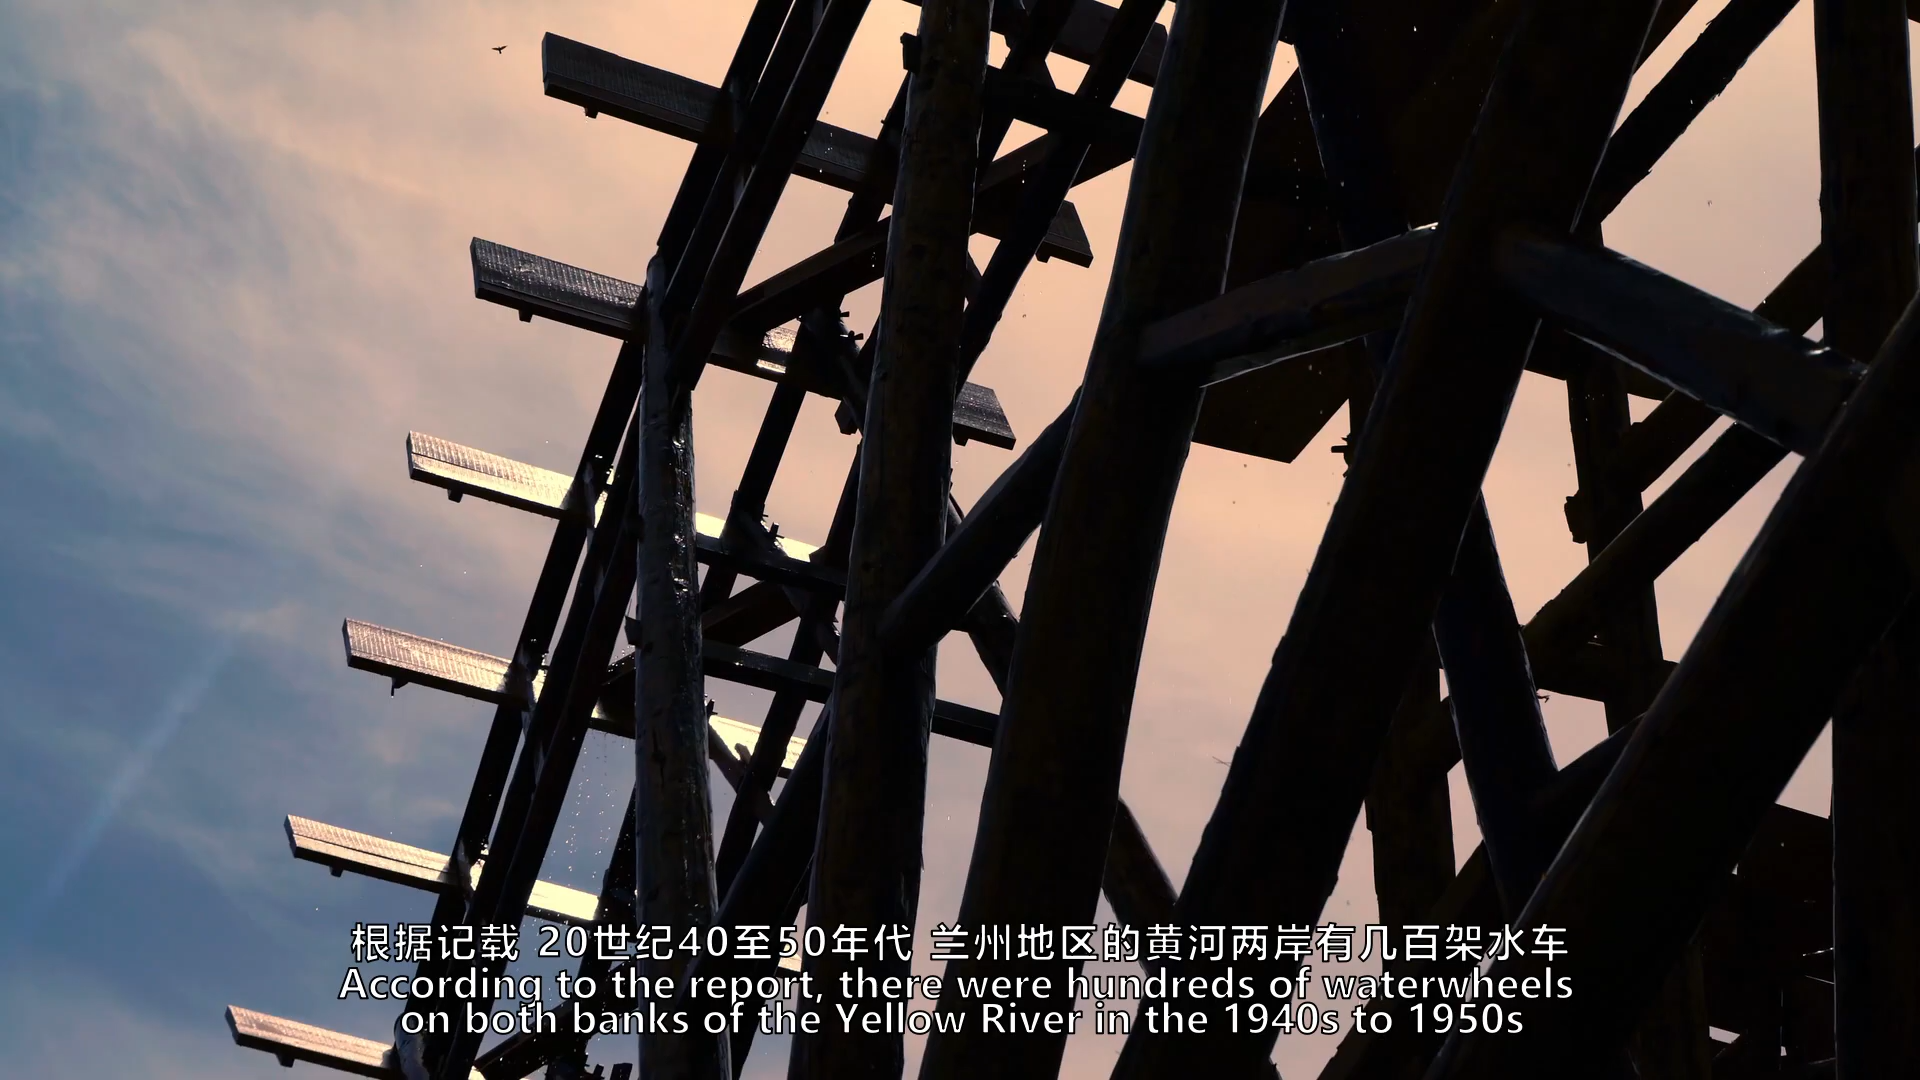 根据记载 20世纪40至50年代 兰州地区的黄河两岸有几百架水车
According to the report, there were hundreds of waterwheels
on both banks of the Yellow River in the 1940s to 1950s